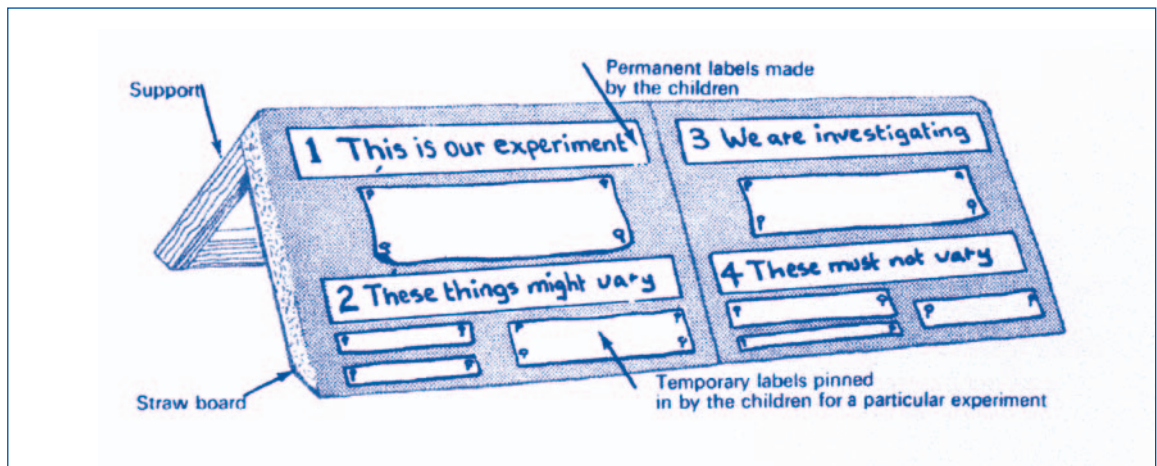 Support
Permanent labels made
by the children
1 This is our experiment
3 We are investigating
2 These things might vary
4 These must not vary
Straw board
Temporary labels pinned
in by the children for a particular experiment